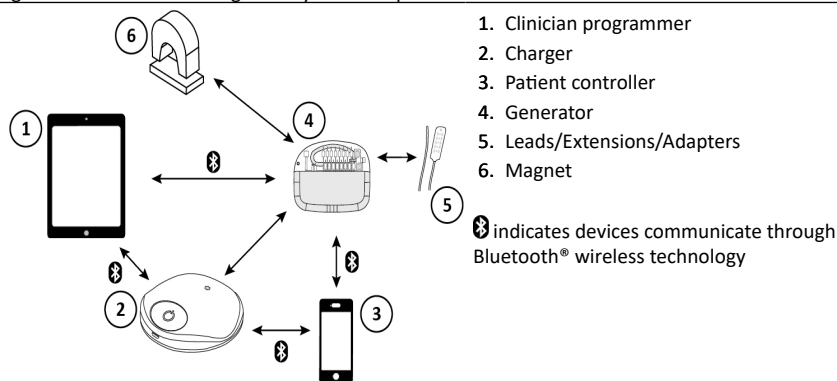 6
1
4
5
2
3
1. Clinician programmer
2. Charger
3. Patient controller
4. Generator
5. Leads/Extensions/Adapters
6. Magnet
indicates devices communicate through
Bluetooth® wireless technology